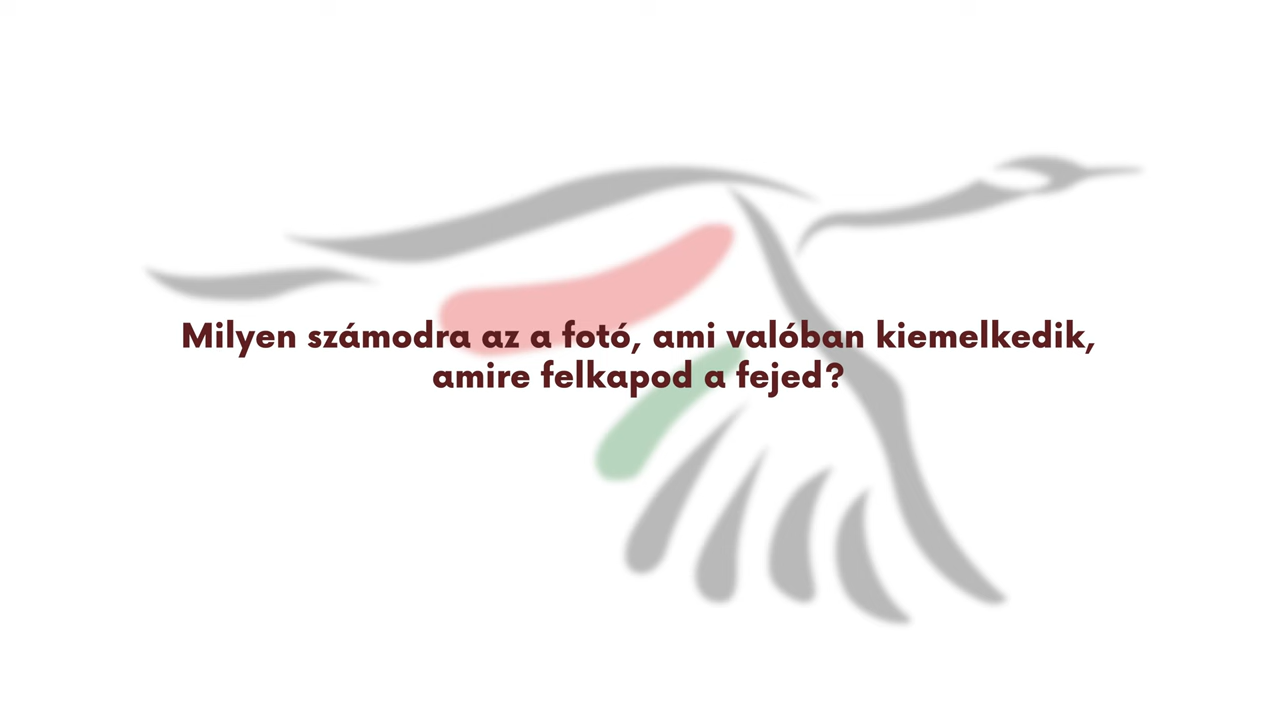 Milyen számodra az a fotó, ami valóban kiemelkedik,
amire felkapod a fejed?